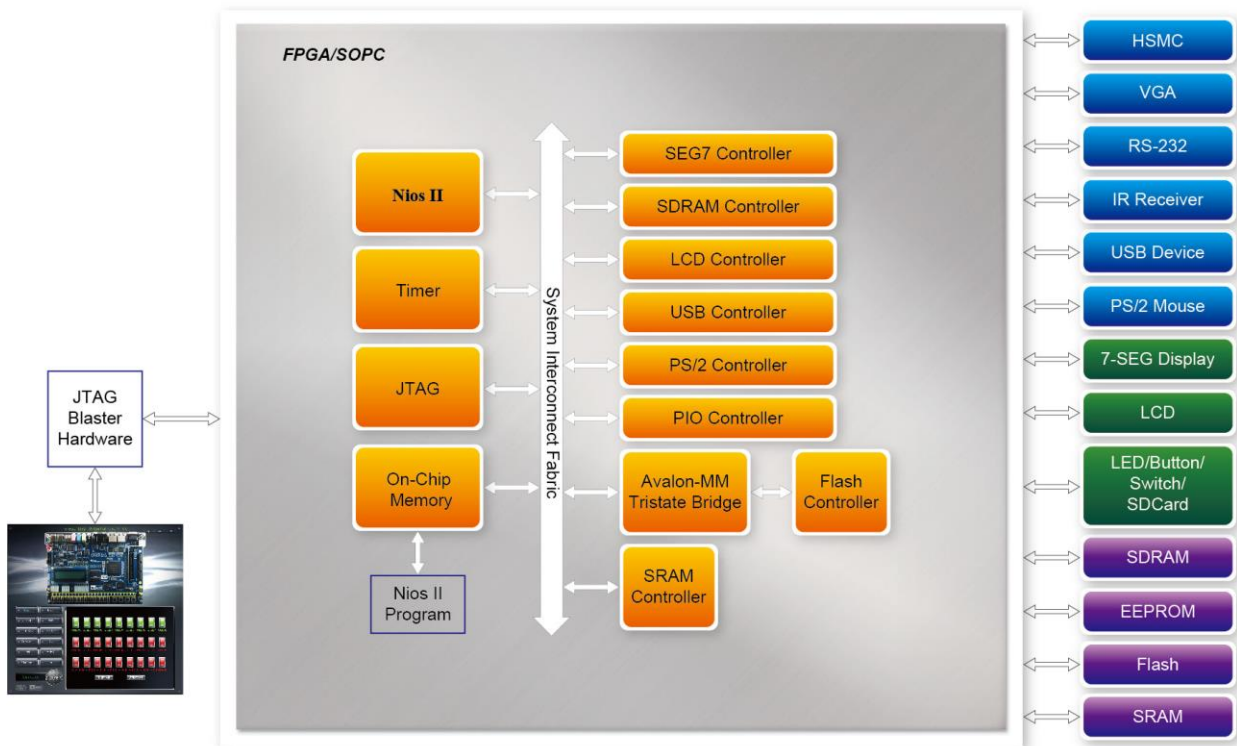 FPGA/SOPC
Nios II
Timer
JTAG
On-Chip
Memory
Nios II
Program
System Interconnect Fabric
SEG7 Controller
SDRAM Controller
LCD Controller
USB Controller
PS/2 Controller
PIO Controller
Avalon-MM
Tristate Bridge
Flash
Controller
SRAM
Controller
JTAG
Blaster
Hardware
HSMC
VGA
RS-232
IR Receiver
USB Device
PS/2 Mouse
7-SEG Display
LCD
LED/Button/
Switch/
SDCard
SDRAM
EEPROM
Flash
SRAM